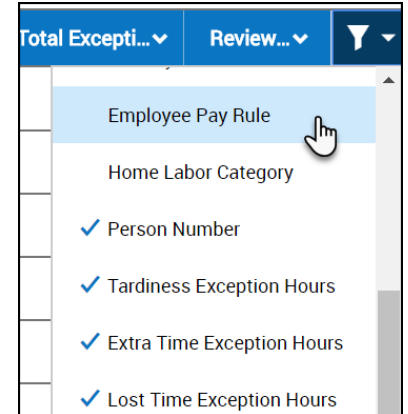 Total Excepti...
Review...
Employee Pay Rule
Home Labor Category
Person Number
Tardiness Exception Hours
Extra Time Exception Hours
Lost Time Exception Hours